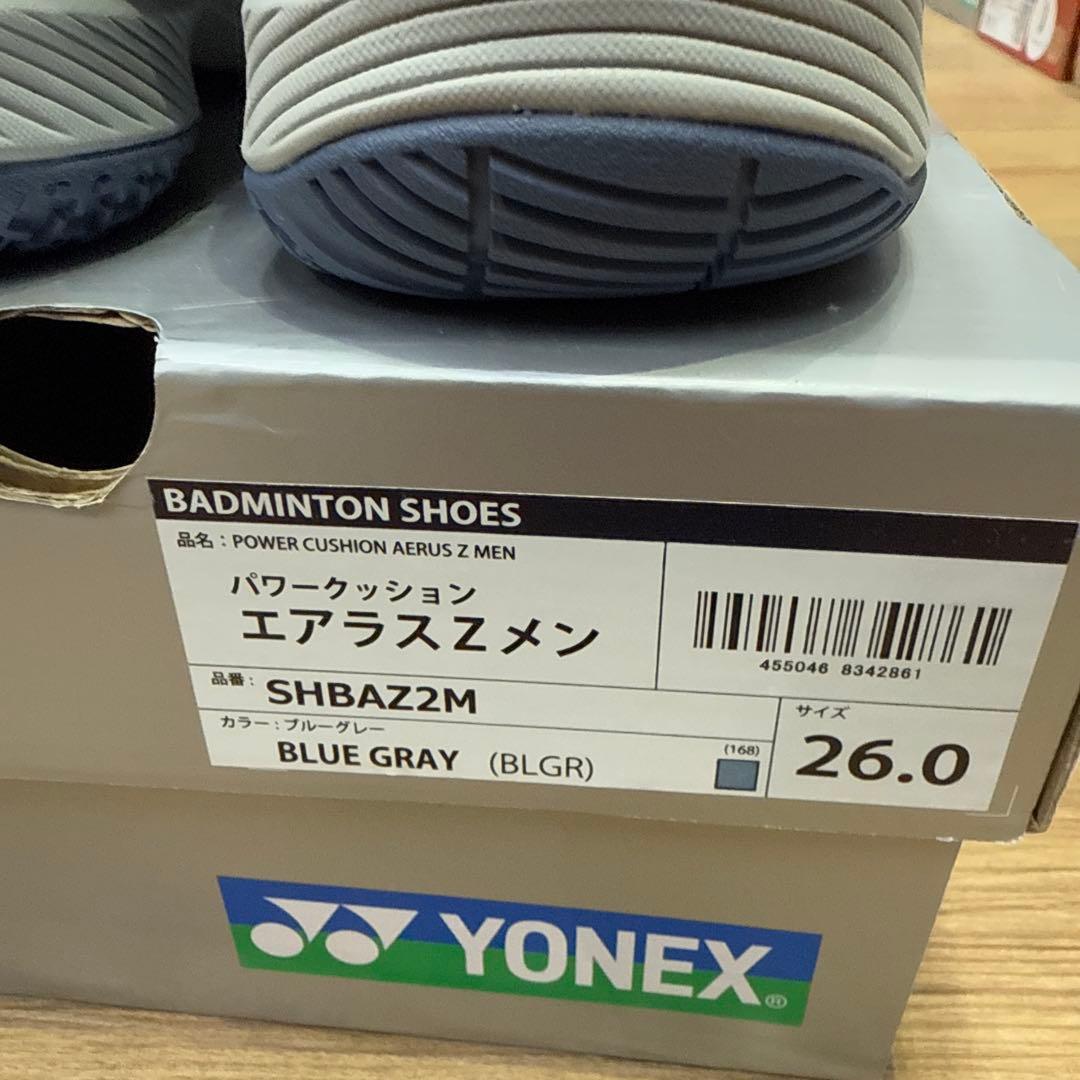 BADMINTON SHOES
品名：POWER CUSHION AERUS Z MEN
パワークッション
エアラスZメン
455046 8342861
品番：SHBAZ2M
カラー：ブルーグレー
BLUE GRAY (BLGR)
(168)
サイズ
26.0
YONEX®